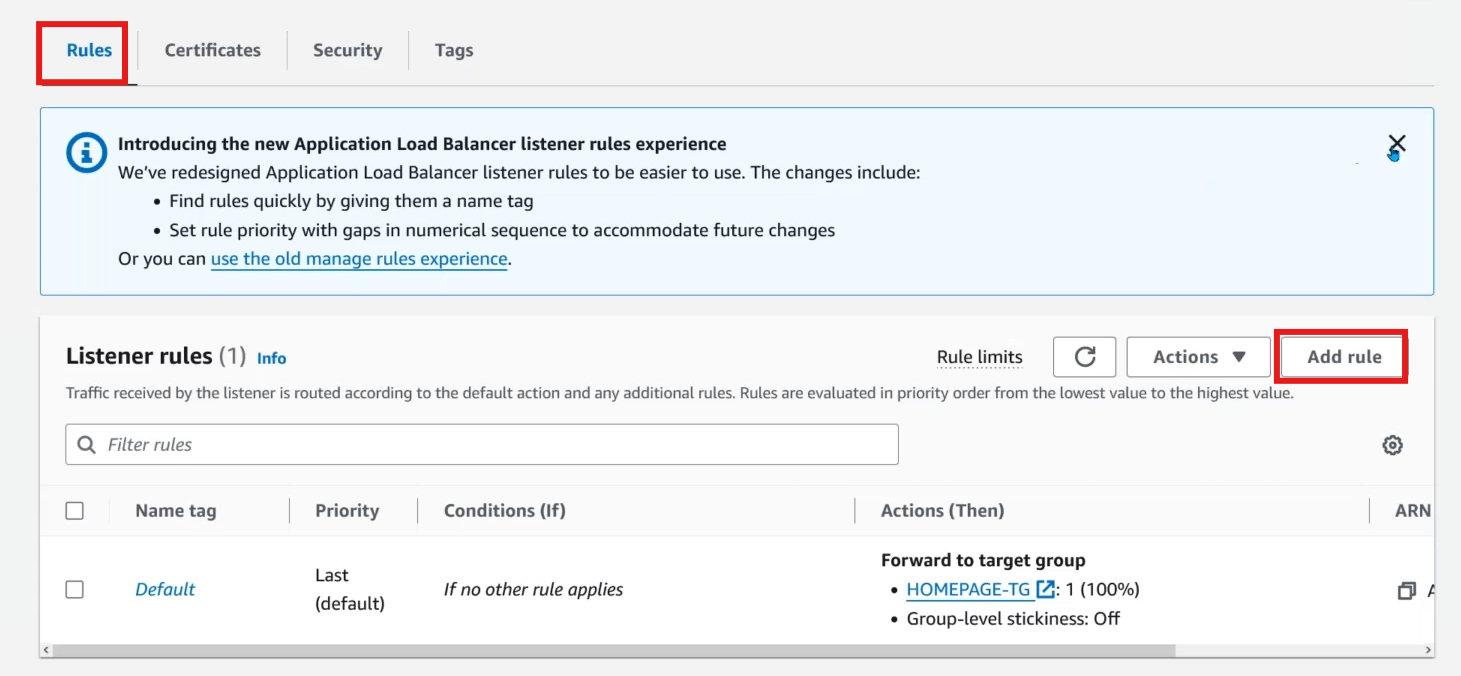 Rules Certificates Security Tags
Introducing the new Application Load Balancer listener rules experience
We've redesigned Application Load Balancer listener rules to be easier to use. The changes include:
• Find rules quickly by giving them a name tag
• Set rule priority with gaps in numerical sequence to accommodate future changes
Or you can use the old manage rules experience.
Listener rules (1) Info Rule limits Actions Add rule
Traffic received by the listener is routed according to the default action and any additional rules. Rules are evaluated in priority order from the lowest value to the highest value.
Filter rules
Name tag Priority Conditions (If) Actions (Then) ARN
Forward to target group
Default Last (default) If no other rule applies
• HOMEPAGE-TG : 1 (100%)
• Group-level stickiness: Off